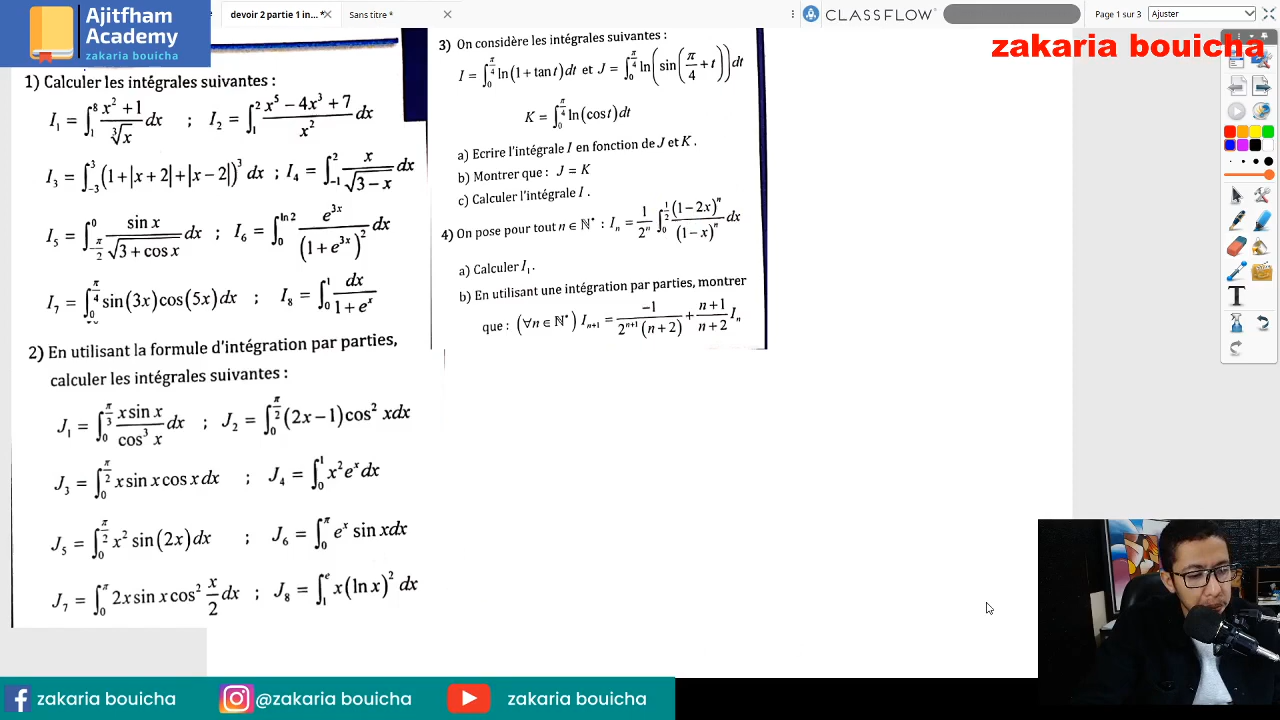 Ajitfham
Academy
zakaria bouicha
devoir 2 partie 1 in... *
Sans titre *
CLASSFLOW
Page 1 sur 3
Ajuster
zakaria bouicha
1) Calculer les intégrales suivantes :
I₁ = ∫₁⁸ (x² + 1)/∛x dx ; I₂ = ∫₁² (x⁵ − 4x³ + 7)/x² dx
I₃ = ∫₋₃³ (1+|x+2|+|x−2|)³ dx ; I₄ = ∫₋₁² x/√(3−x) dx
I₅ = ∫_{−π/2}^0 sin x/√(3 + cos x) dx ; I₆ = ∫₀^{ln 2} e^{3x}/(1+e^{3x})² dx
I₇ = ∫₀^{π/4} sin(3x)cos(5x)dx ; I₈ = ∫₀¹ dx/(1+eˣ)
2) En utilisant la formule d'intégration par parties,
calculer les intégrales suivantes :
J₁ = ∫₀^{π/3} x sin x/cos³ x dx ; J₂ = ∫₀^{π/2} (2x−1)cos² xdx
J₃ = ∫₀^{π/2} x sin x cos x dx ; J₄ = ∫₀¹ x²eˣdx
J₅ = ∫₀^{π/2} x² sin(2x)dx ; J₆ = ∫₀^π eˣ sin xdx
J₇ = ∫₀^π 2x sin x cos² x/2 dx ; J₈ = ∫₁^e x(ln x)² dx
3) On considère les intégrales suivantes :
I = ∫₀^{π/4} ln(1+tan t)dt et J = ∫₀^{π/4} ln(sin(π/4 + t))dt
K = ∫₀^{π/4} ln(cos t)dt
a) Ecrire l'intégrale I en fonction de J et K .
b) Montrer que : J = K
c) Calculer l'intégrale I .
4) On pose pour tout n ∈ ℕ* : Iₙ = 1/2ⁿ ∫₀^{1/2} (1−2x)ⁿ/(1−x)ⁿ dx
a) Calculer I₁.
b) En utilisant une intégration par parties, montrer
que : (∀n ∈ ℕ*) Iₙ₊₁ = −1/(2ⁿ⁺¹(n+2)) + (n+1)/(n+2) Iₙ
T
zakaria bouicha
@zakaria bouicha
zakaria bouicha